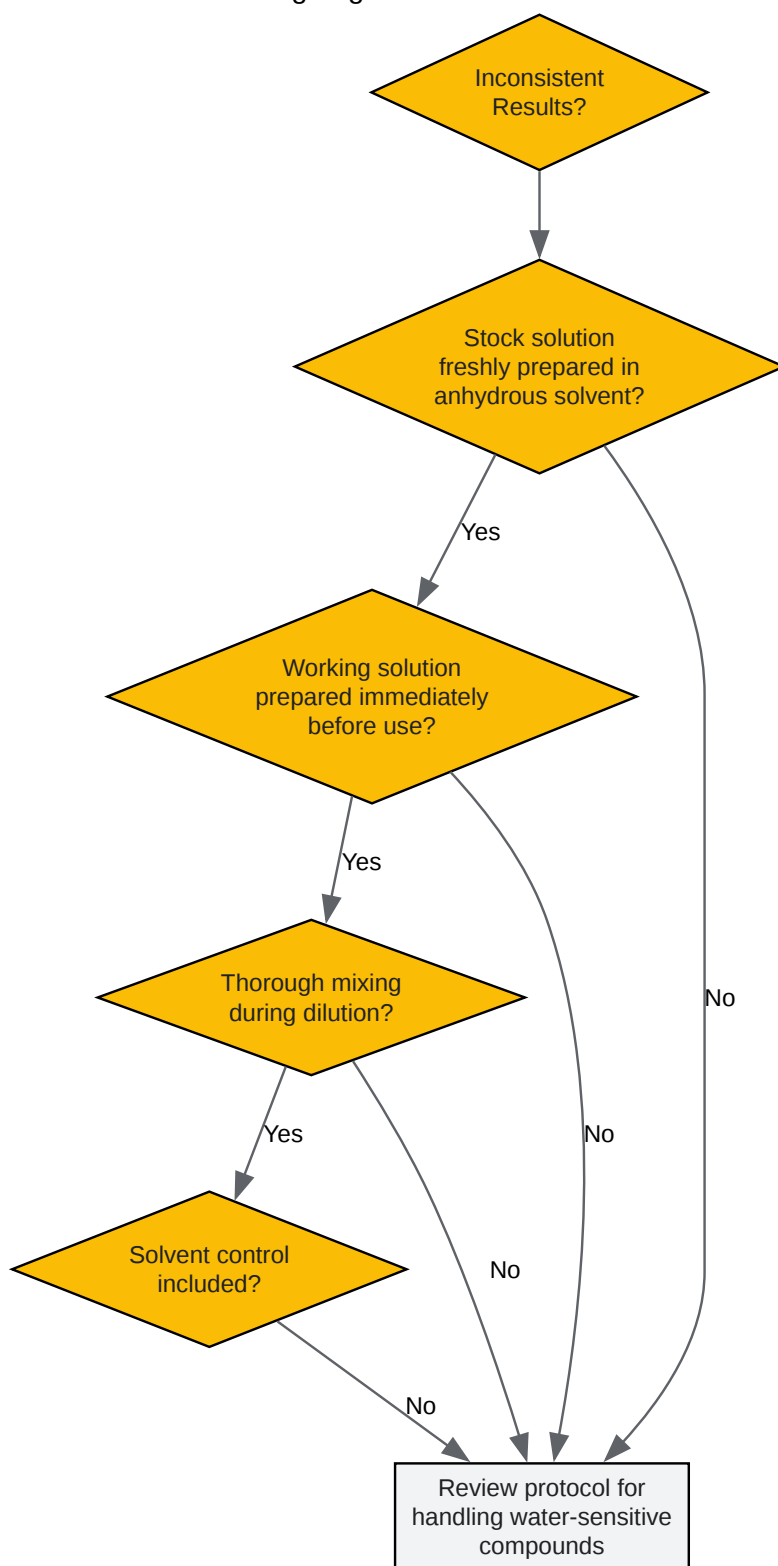 Inconsistent
Results?
Stock solution
freshly prepared in
anhydrous solvent?
Yes
Working solution
prepared immediately
before use?
Yes
Thorough mixing
during dilution?
No
Yes
No
Solvent control
included?
No
No
Review protocol for
handling water-sensitive
compounds